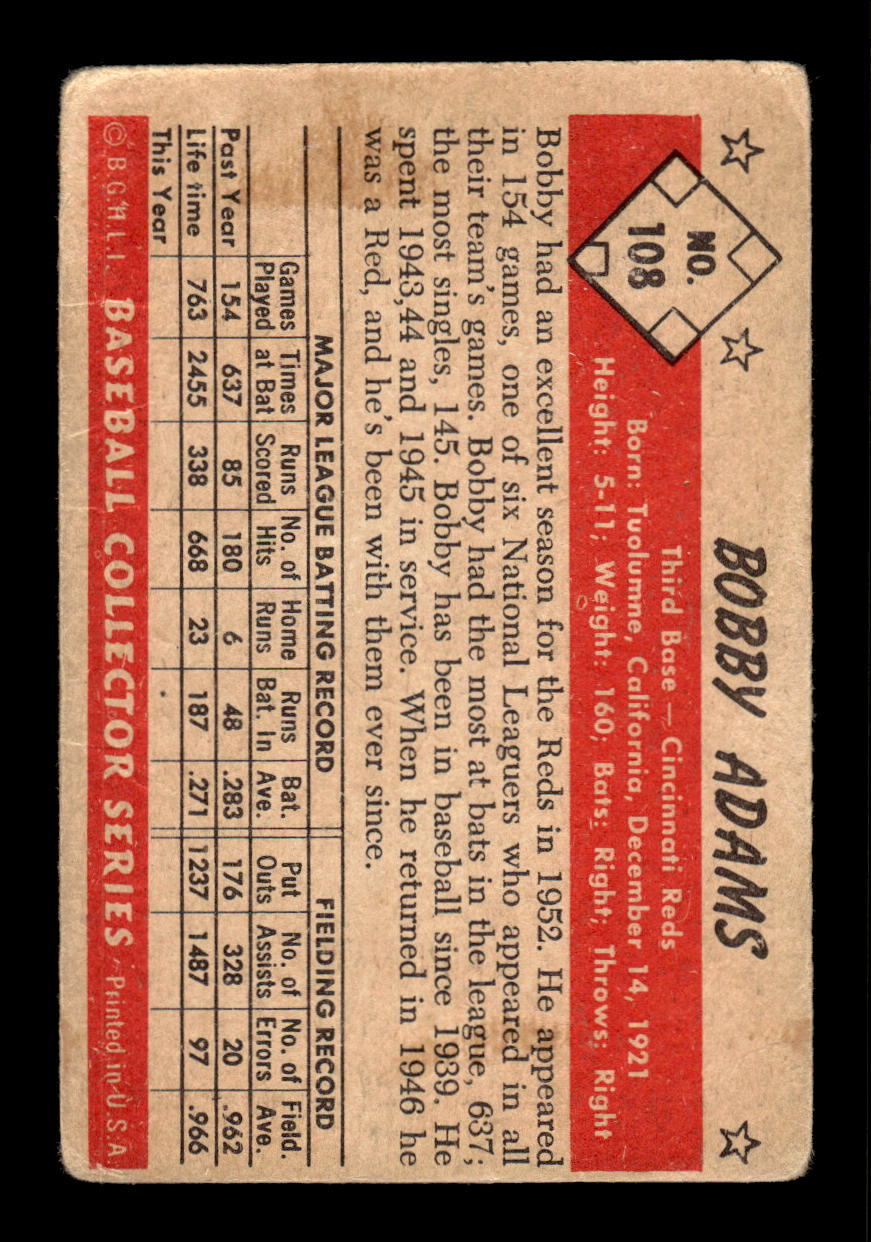 BOBBY ADAMS
NO.
108
Third Base — Cincinnati Reds
Born: Tuolumne, California, December 14, 1921
Height: 5-11; Weight: 160; Bats: Right; Throws: Right
Bobby had an excellent season for the Reds in 1952. He appeared
in 154 games, one of six National Leaguers who appeared in all
their team's games. Bobby had the most at bats in the league, 637;
the most singles, 145. Bobby has been in baseball since 1939. He
spent 1943,44 and 1945 in service. When he returned in 1946 he
was a Red, and he's been with them ever since.
MAJOR LEAGUE BATTING RECORD FIELDING RECORD
Games Times Runs No. of Home Runs Bat. Put No. of No. of Field.
Played at Bat Scored Hits Runs Bat. In Ave. Outs Assists Errors Ave.
Past Year 154 637 85 180 6 48 .283 176 328 20 .962
Life time 763 2455 338 668 23 187 .271 1237 1487 97 .966
This Year
© B.G.H.L.I. BASEBALL COLLECTOR SERIES Printed in U.S.A.